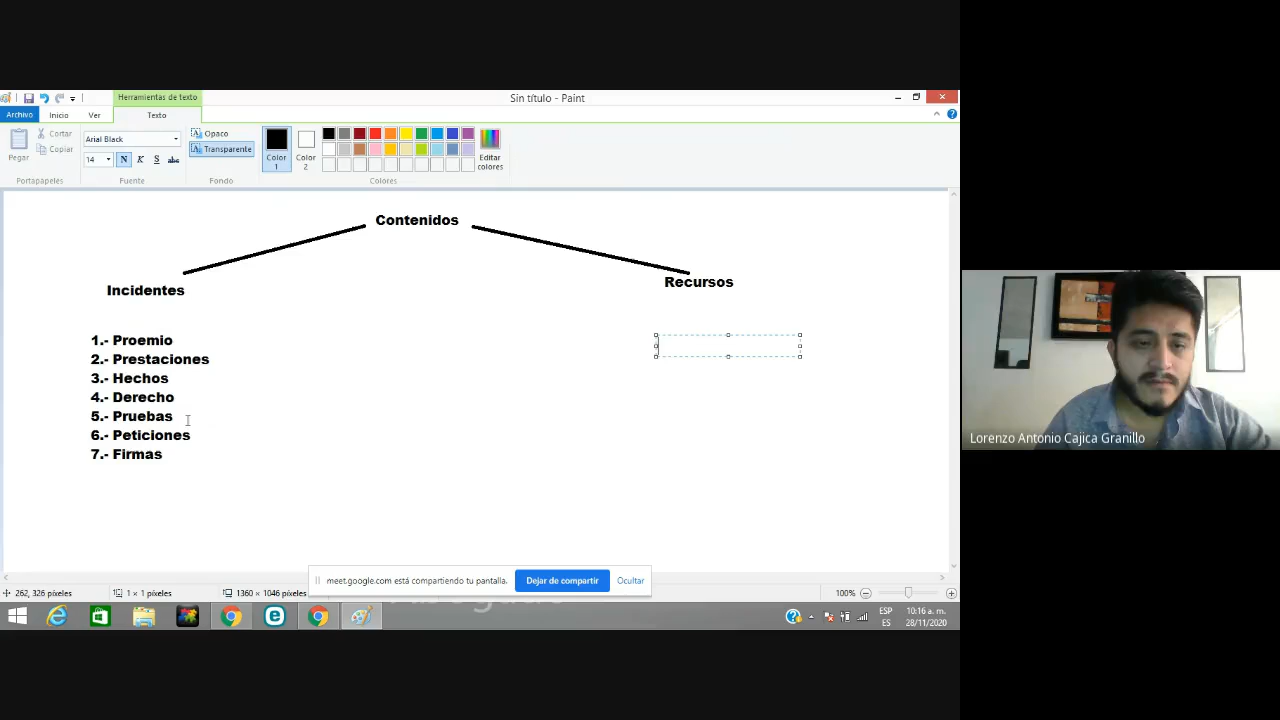 Herramientas de texto
Sin título - Paint
Archivo
Inicio
Ver
Texto
Pegar
Cortar
Copiar
Portapapeles
Arial Black
14
N K S abc
Fuente
Opaco
Transparente
Fondo
Color 1
Color 2
Editar colores
Colores
Contenidos
Incidentes
Recursos
1.- Proemio
2.- Prestaciones
3.- Hechos
4.- Derecho
5.- Pruebas
6.- Peticiones
7.- Firmas
Lorenzo Antonio Cajica Granillo
meet.google.com está compartiendo tu pantalla.
Dejar de compartir
Ocultar
262, 326 píxeles
1 × 1 píxeles
1360 × 1046 píxeles
100%
ESP
ES
10:16 a. m.
28/11/2020